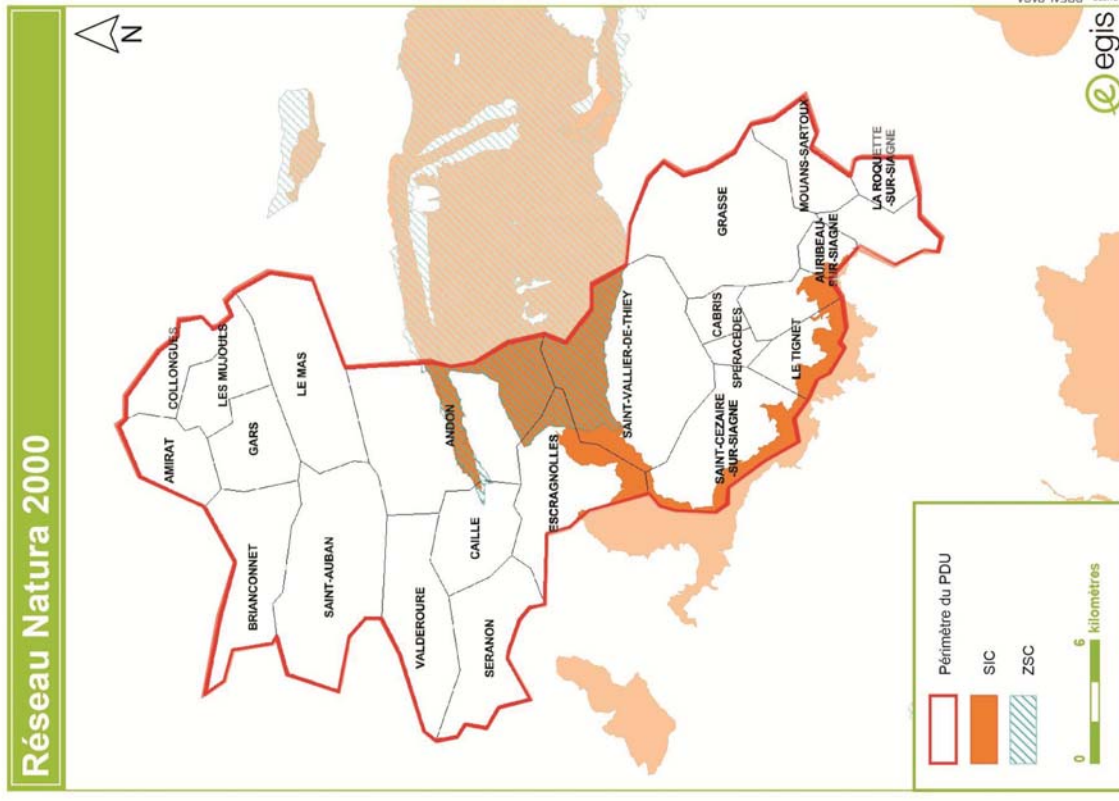 Réseau Natura 2000
N
COLLONGUES
AMIRAT
LES MUJOULS
GARS
LE MAS
BRIANCONNET
SAINT-AUBAN
ANDON
VALDEROURE
CAILLE
SERANON
ESCRAGNOLLES
SAINT-VALLIER-DE-THIEY
GRASSE
CABRIS
SPERACEDES
SAINT-CEZAIRE
-SUR-SIAGNE
LE TIGNET
MOUANS-SARTOUX
AURIBEAU-
SUR-SIAGNE
LA ROQUETTE
-SUR-SIAGNE
Périmètre du PDU
SIC
ZSC
0 6
kilomètres
egis